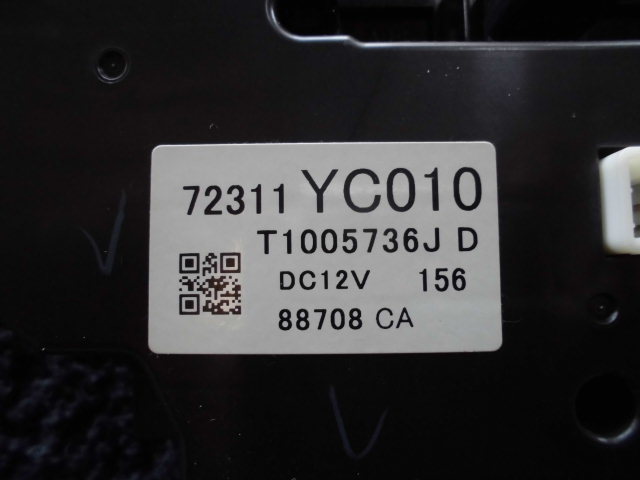 72311 YC010
T1005736J D
DC12V 156
88708 CA